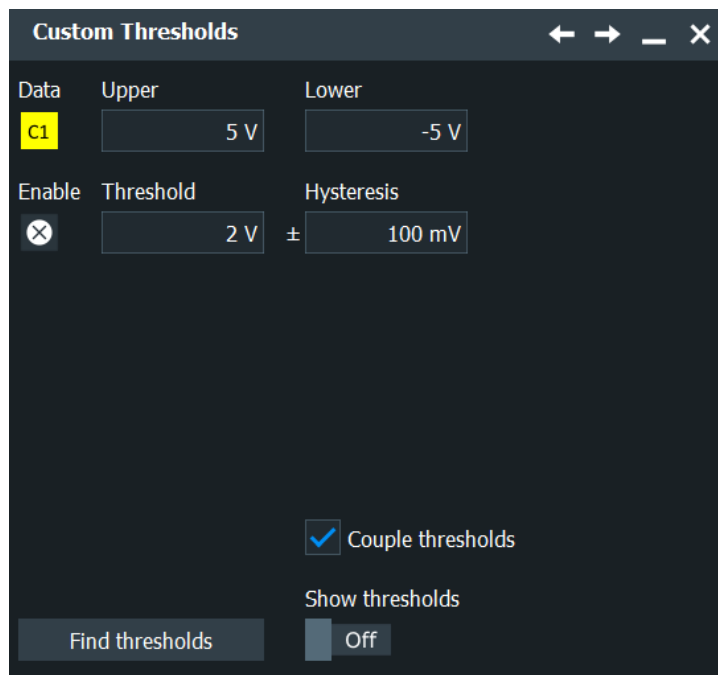 Custom Thresholds
Data Upper Lower
C1 5 V -5 V
Enable Threshold Hysteresis
2 V ± 100 mV
Couple thresholds
Show thresholds
Find thresholds Off